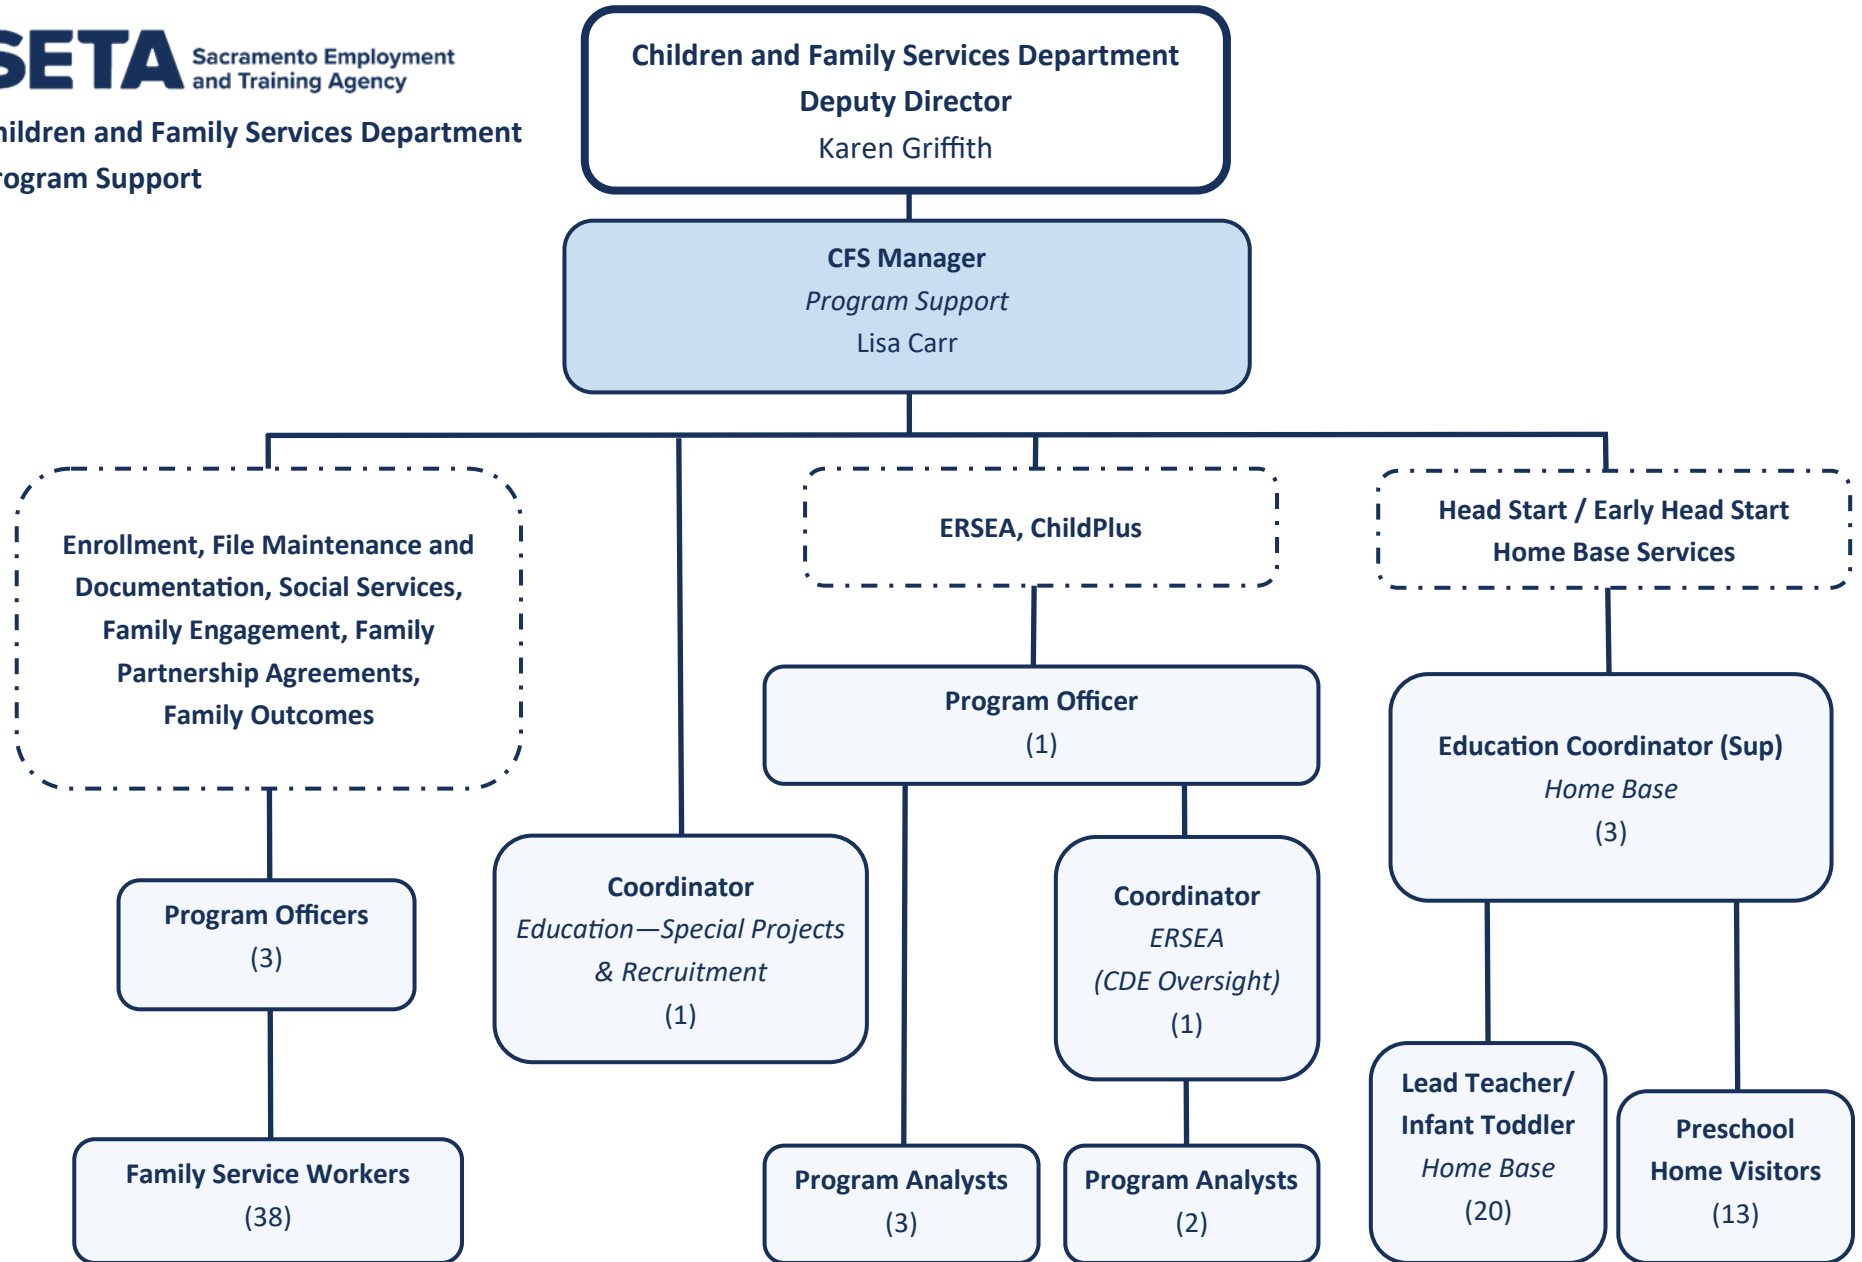 SETA Sacramento Employment
and Training Agency
hildren and Family Services Department
rogram Support
Children and Family Services Department
Deputy Director
Karen Griffith
CFS Manager
Program Support
Lisa Carr
Enrollment, File Maintenance and
Documentation, Social Services,
Family Engagement, Family
Partnership Agreements,
Family Outcomes
Program Officers
(3)
Family Service Workers
(38)
Coordinator
Education—Special Projects
& Recruitment
(1)
ERSEA, ChildPlus
Program Officer
(1)
Program Analysts
(3)
Coordinator
ERSEA
(CDE Oversight)
(1)
Program Analysts
(2)
Head Start / Early Head Start
Home Base Services
Education Coordinator (Sup)
Home Base
(3)
Lead Teacher/
Infant Toddler
Home Base
(20)
Preschool
Home Visitors
(13)